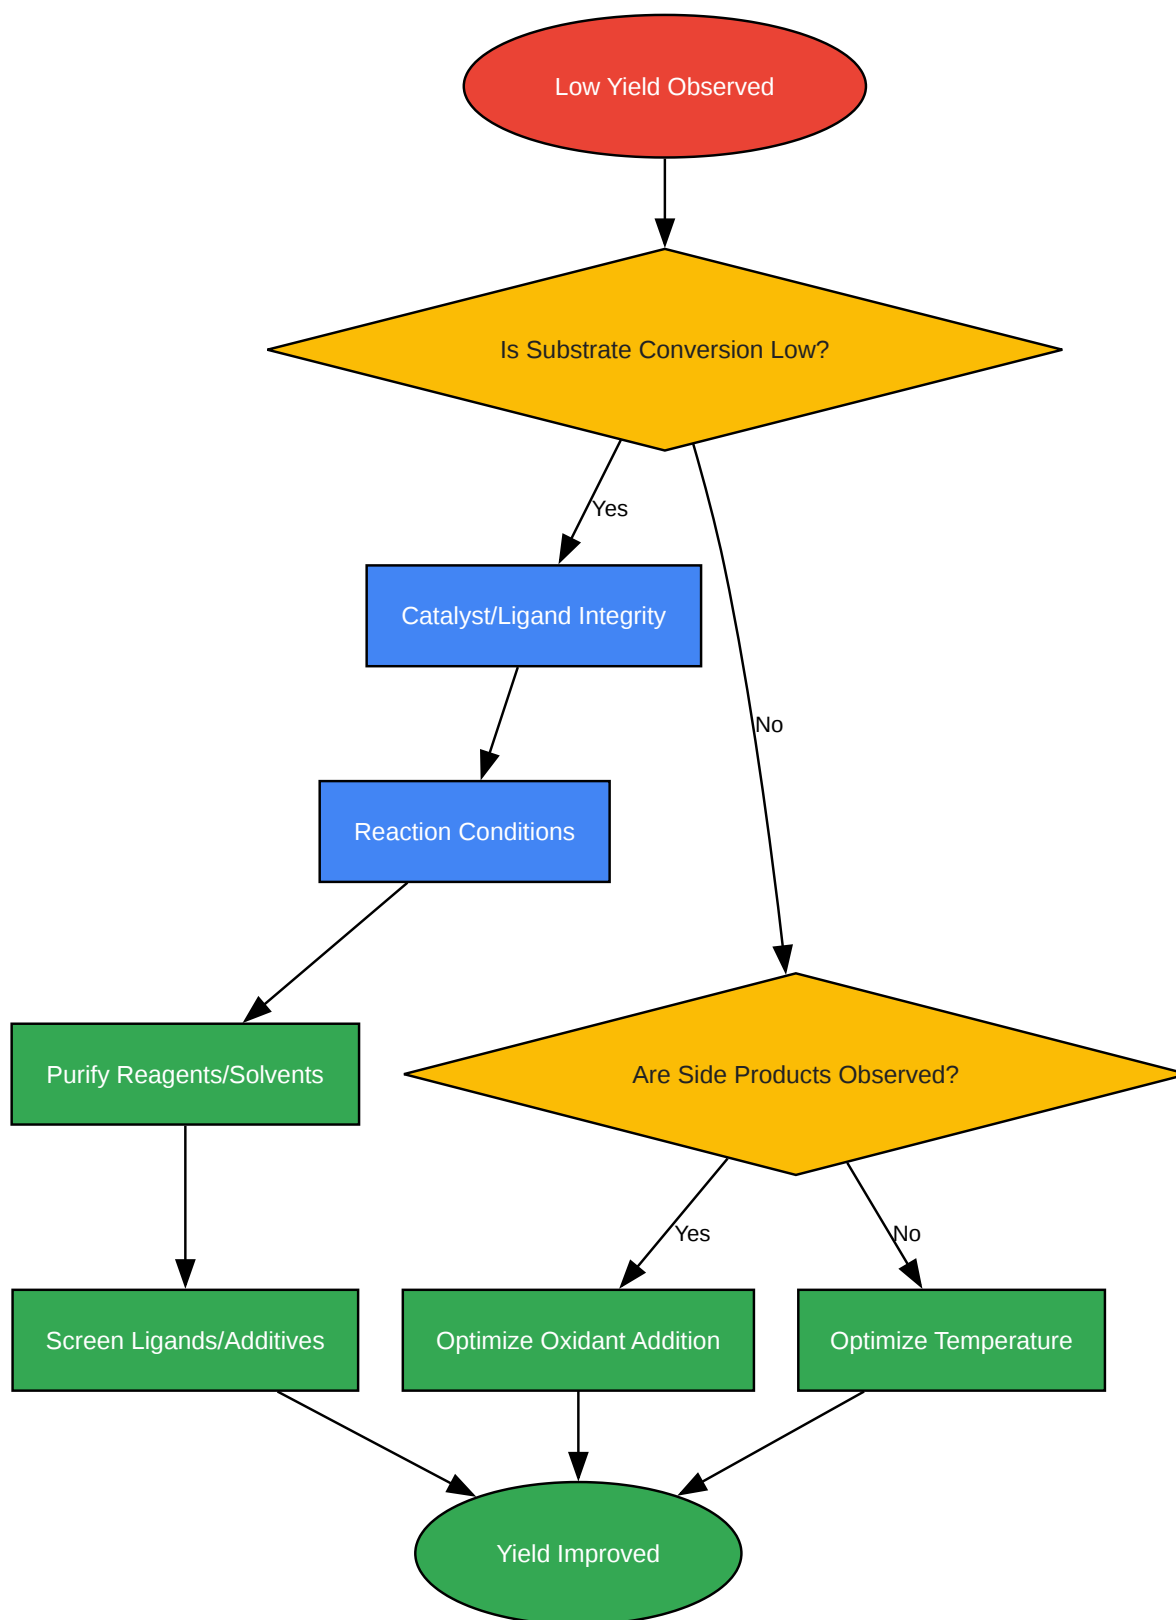 Low Yield Observed
Is Substrate Conversion Low?
Yes
Catalyst/Ligand Integrity
No
Reaction Conditions
Purify Reagents/Solvents
Are Side Products Observed?
Yes
No
Screen Ligands/Additives
Optimize Oxidant Addition
Optimize Temperature
Yield Improved